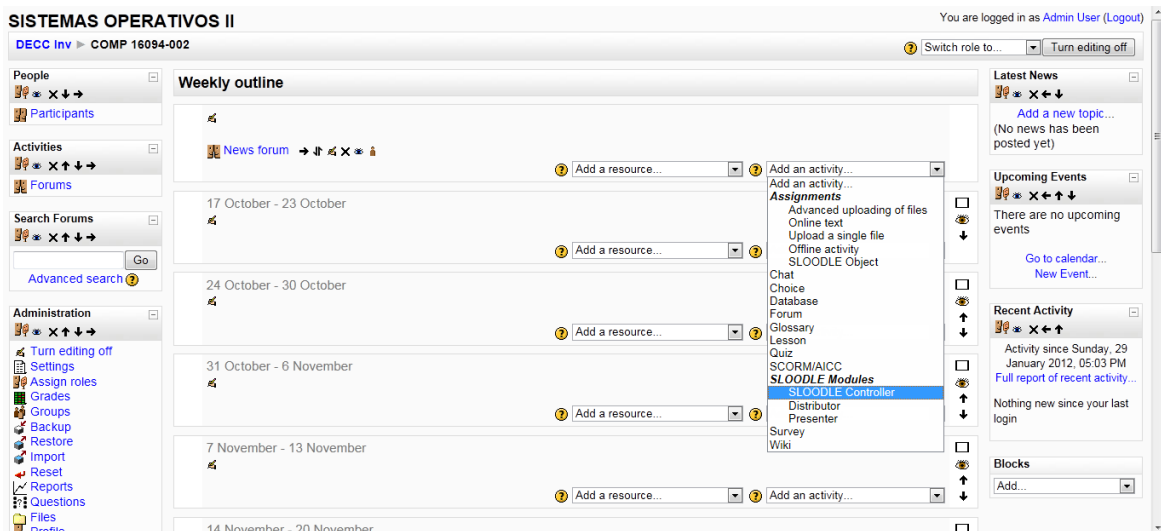 SISTEMAS OPERATIVOS II
You are logged in as Admin User (Logout)
DECC Inv ► COMP 16094-002
Switch role to...
Turn editing off
People
Participants
Activities
Forums
Search Forums
Go
Advanced search
Administration
Turn editing off
Settings
Assign roles
Grades
Groups
Backup
Restore
Import
Reset
Reports
Questions
Files
Profile
Weekly outline
News forum
Add a resource...
Add an activity...
Add an activity...
Assignments
Advanced uploading of files
Online text
Upload a single file
Offline activity
SLOODLE Object
Chat
Choice
Database
Forum
Glossary
Lesson
Quiz
SCORM/AICC
SLOODLE Modules
SLOODLE Controller
Distributor
Presenter
Survey
Wiki
17 October - 23 October
Add a resource...
24 October - 30 October
Add a resource...
31 October - 6 November
Add a resource...
7 November - 13 November
Add a resource...
Add an activity...
14 November - 20 November
Latest News
Add a new topic...
(No news has been
posted yet)
Upcoming Events
There are no upcoming
events
Go to calendar...
New Event...
Recent Activity
Activity since Sunday, 29
January 2012, 05:03 PM
Full report of recent activity...
Nothing new since your last
login
Blocks
Add...